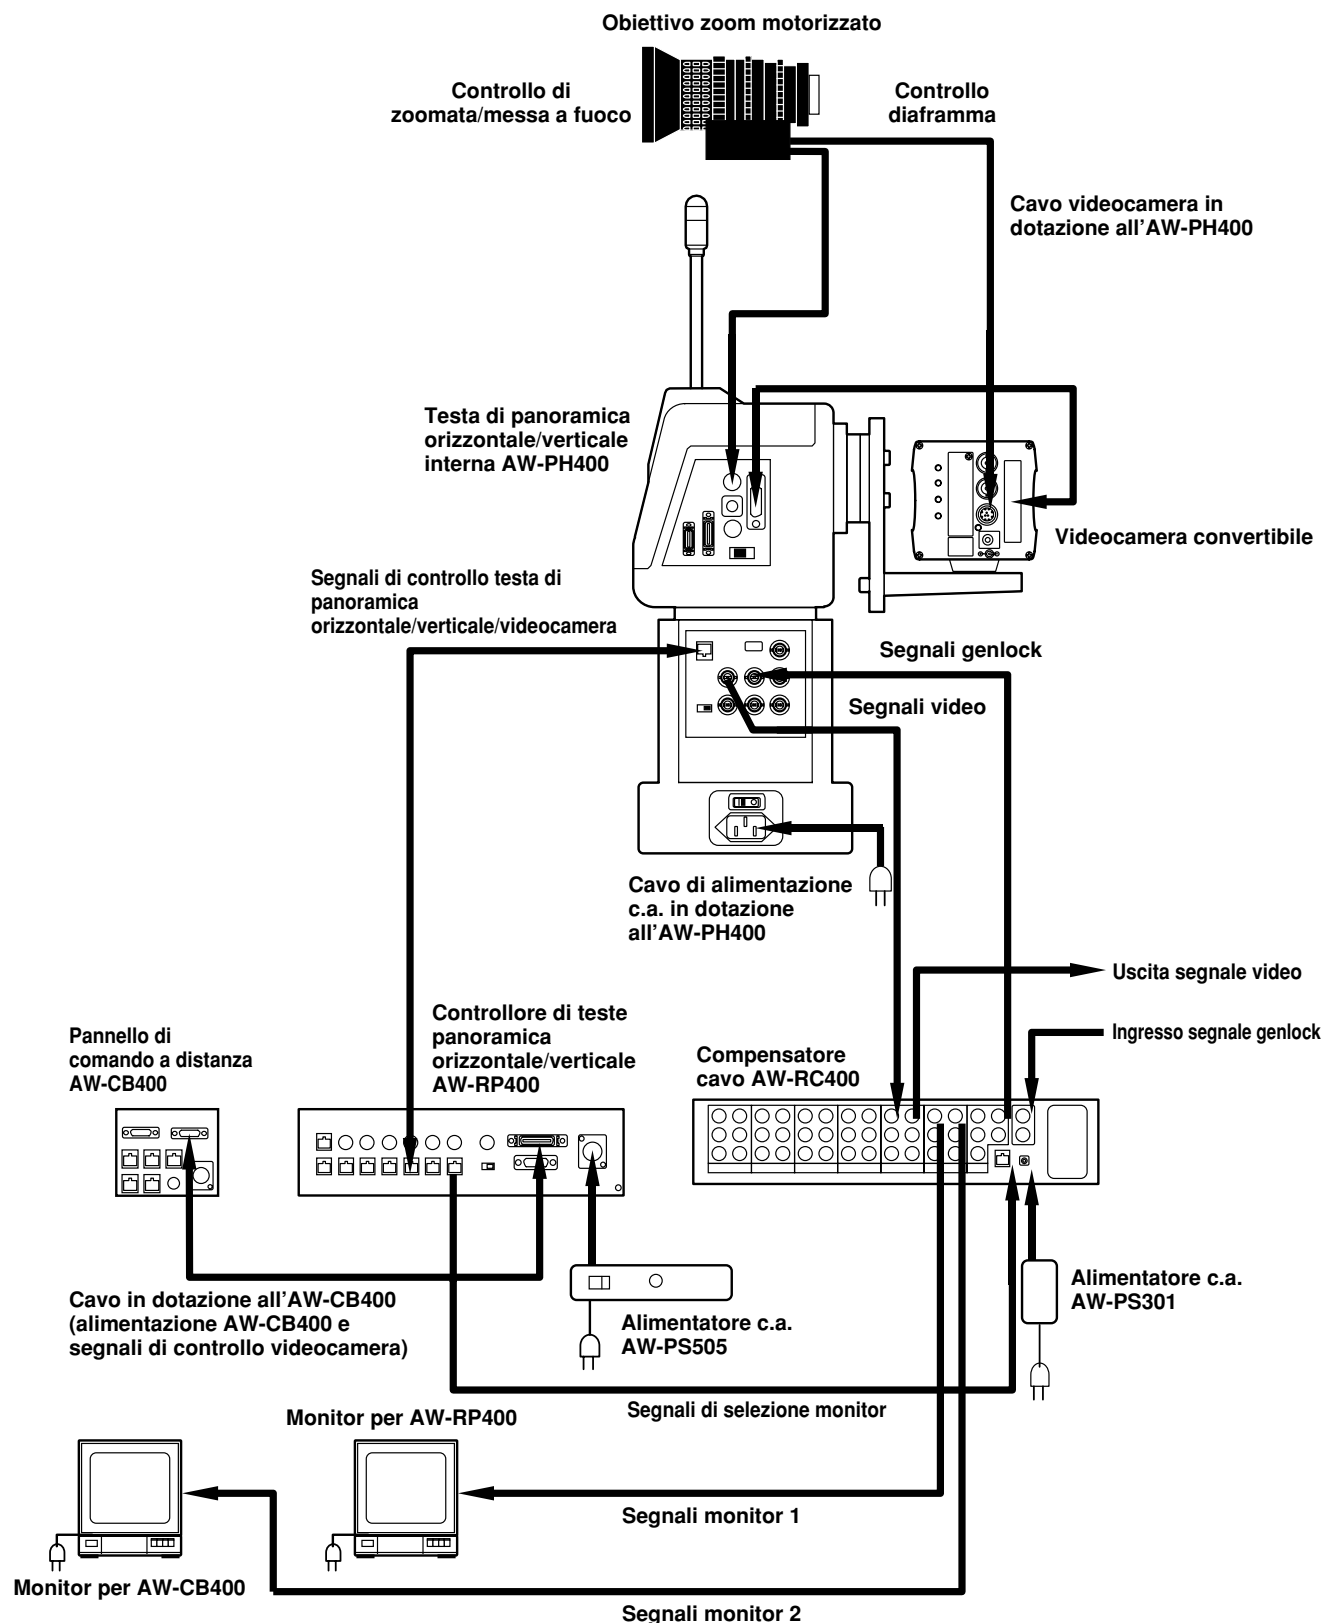 Obiettivo zoom motorizzato
Controllo di
zoomata/messa a fuoco
Controllo
diaframma
Cavo videocamera in
dotazione all'AW-PH400
Testa di panoramica
orizzontale/verticale
interna AW-PH400
Videocamera convertibile
Segnali di controllo testa di
panoramica
orizzontale/verticale/videocamera
Segnali genlock
Segnali video
Cavo di alimentazione
c.a. in dotazione
all'AW-PH400
Uscita segnale video
Ingresso segnale genlock
Controllore di teste
panoramica
orizzontale/verticale
AW-RP400
Pannello di
comando a distanza
AW-CB400
Compensatore
cavo AW-RC400
Cavo in dotazione all'AW-CB400
(alimentazione AW-CB400 e
segnali di controllo videocamera)
Alimentatore c.a.
AW-PS505
Alimentatore c.a.
AW-PS301
Segnali di selezione monitor
Monitor per AW-RP400
Segnali monitor 1
Monitor per AW-CB400
Segnali monitor 2